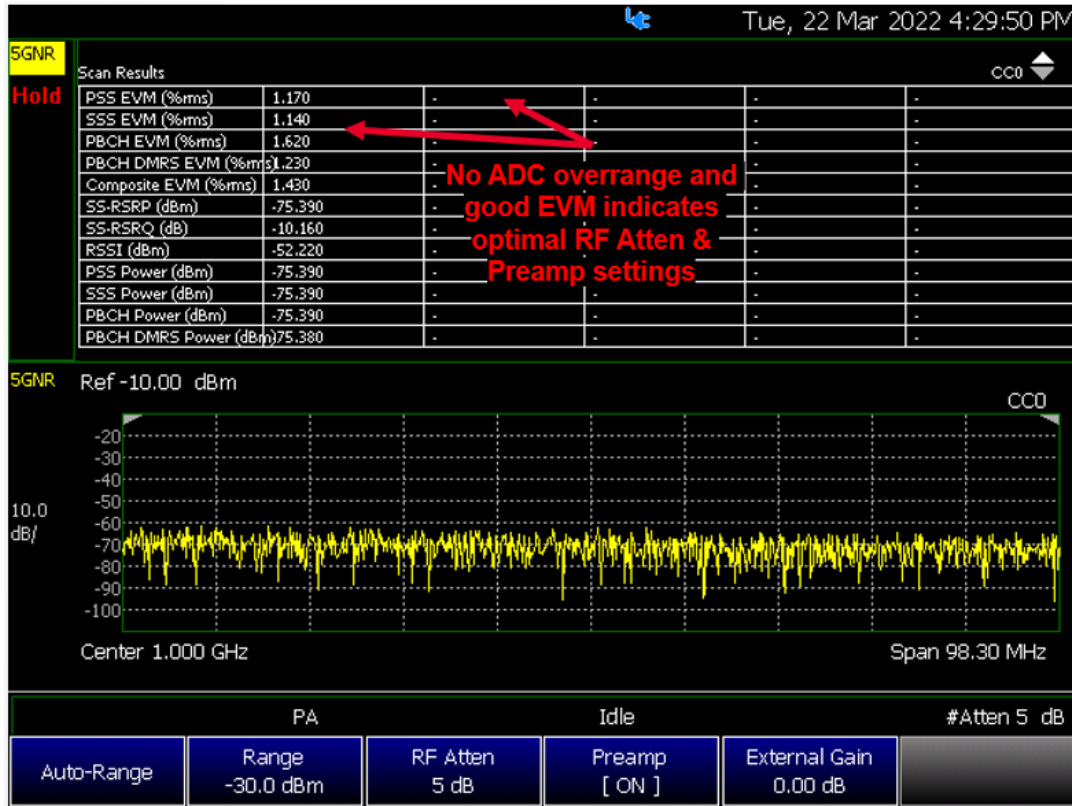 Tue, 22 Mar 2022 4:29:50 PM
5GNR
Scan Results
CC0
Hold
PSS EVM (%rms) 1.170 - - - -
SSS EVM (%rms) 1.140 - - - -
PBCH EVM (%rms) 1.620 - - - -
PBCH DMRS EVM (%rms) 1.230 - - - -
Composite EVM (%rms) 1.430 - - - -
SS-RSRP (dBm) -75.390 - - - -
SS-RSRQ (dB) -10.160 - - - -
RSSI (dBm) -52.220 - - - -
PSS Power (dBm) -75.390 - - - -
SSS Power (dBm) -75.390 - - - -
PBCH Power (dBm) -75.390 - - - -
PBCH DMRS Power (dBm) -75.380 - - - -
No ADC overrange and
good EVM indicates
optimal RF Atten &
Preamp settings
5GNR Ref -10.00 dBm
CC0
-20
-30
-40
-50
10.0
-60
dB/
-70
-80
-90
-100
Center 1.000 GHz Span 98.30 MHz
PA Idle #Atten 5 dB
Auto-Range
Range
-30.0 dBm
RF Atten
5 dB
Preamp
[ ON ]
External Gain
0.00 dB